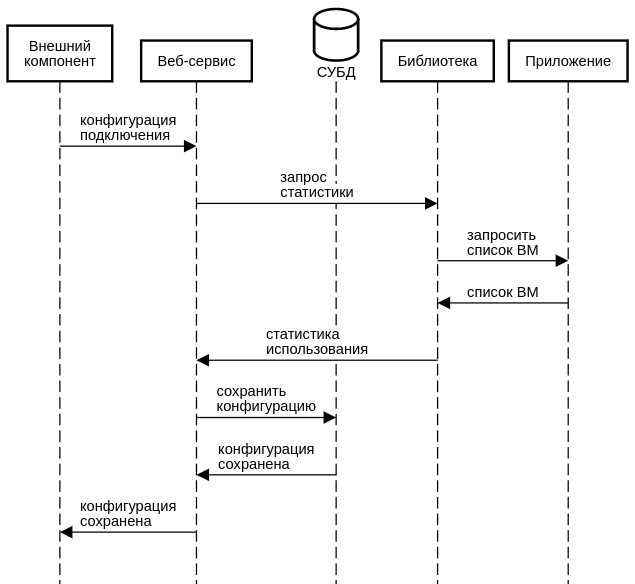 Внешний
компонент
Веб-сервис
СУБД
Библиотека
Приложение
конфигурация
подключения
запрос
статистики
запросить
список ВМ
список ВМ
статистика
использования
сохранить
конфигурацию
конфигурация
сохранена
конфигурация
сохранена